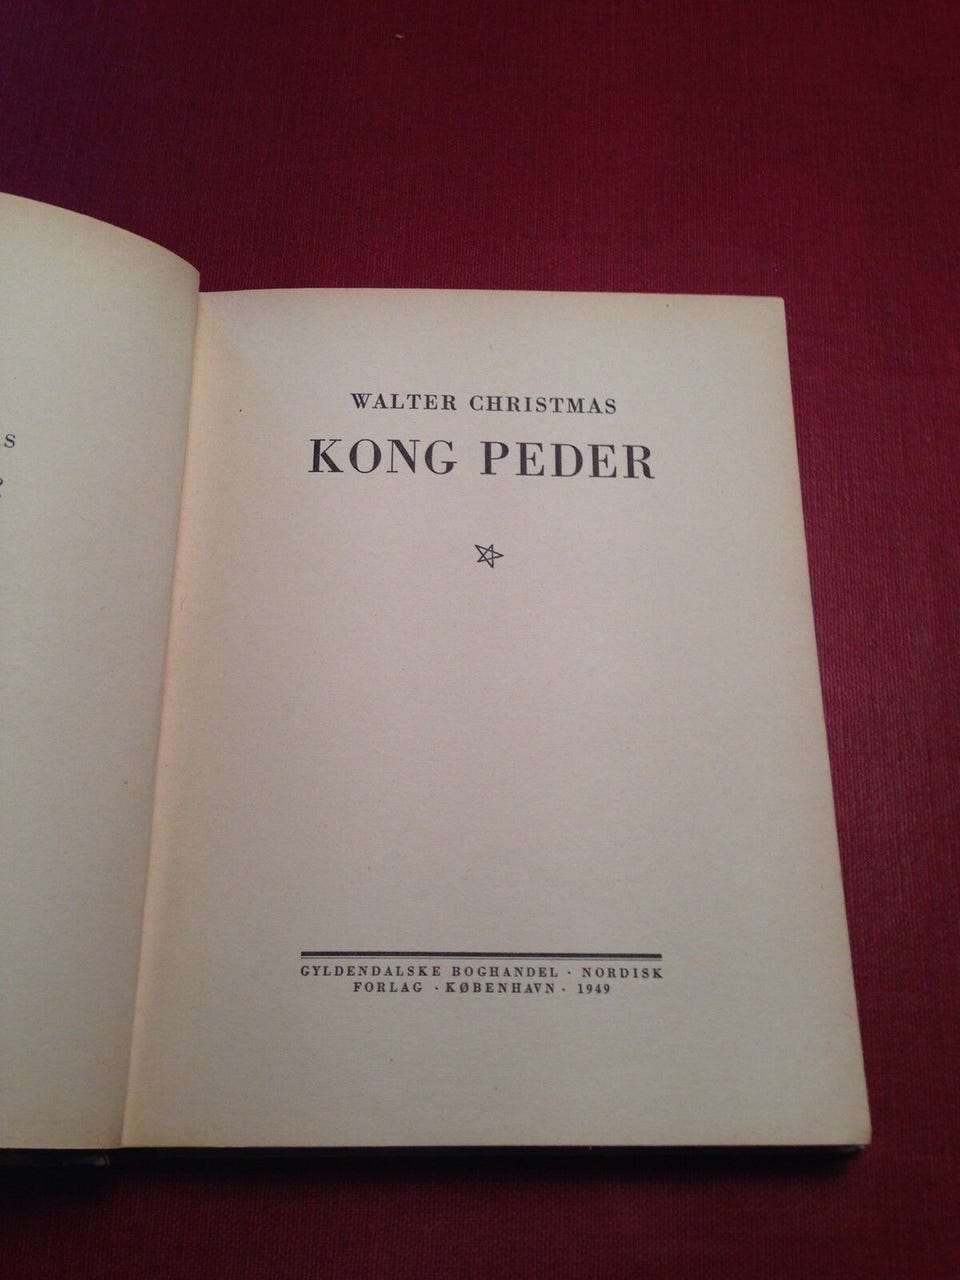 WALTER CHRISTMAS
KONG PEDER
GYLDENDALSKE BOGHANDEL · NORDISK
FORLAG · KØBENHAVN · 1949